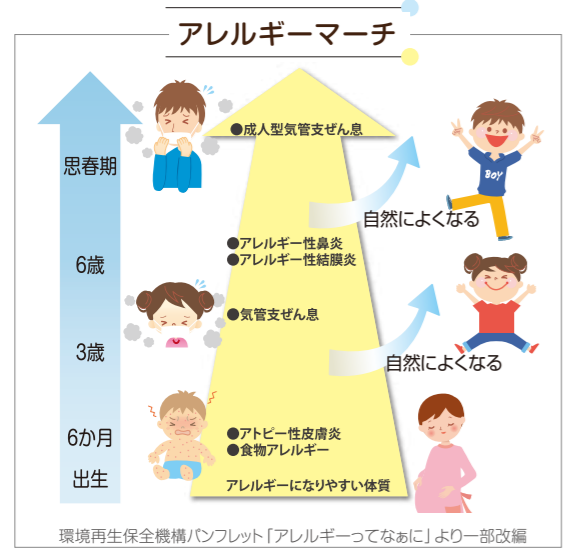 アレルギーマーチ
思春期
6歳
3歳
6か月
出生
●成人型気管支ぜん息
●アレルギー性鼻炎
●アレルギー性結膜炎
●気管支ぜん息
●アトピー性皮膚炎
●食物アレルギー
アレルギーになりやすい体質
BOY
自然によくなる
自然によくなる
環境再生保全機構パンフレット「アレルギーってなぁに」より一部改編